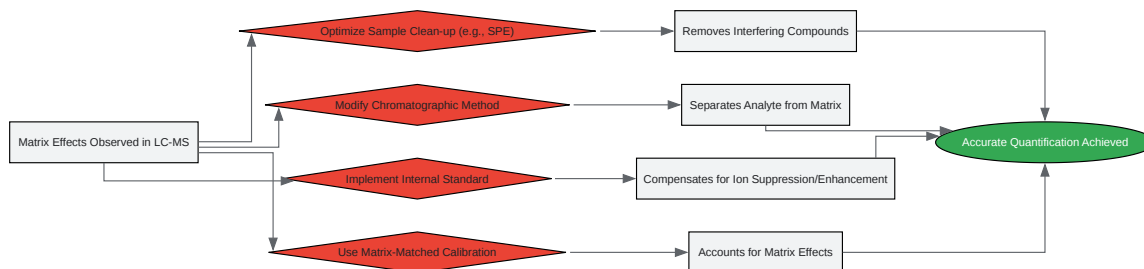 Optimize Sample Clean-up (e.g., SPE)
Removes Interfering Compounds
Modify Chromatographic Method
Separates Analyte from Matrix
Matrix Effects Observed in LC-MS
Accurate Quantification Achieved
Implement Internal Standard
Compensates for Ion Suppression/Enhancement
Use Matrix-Matched Calibration
Accounts for Matrix Effects